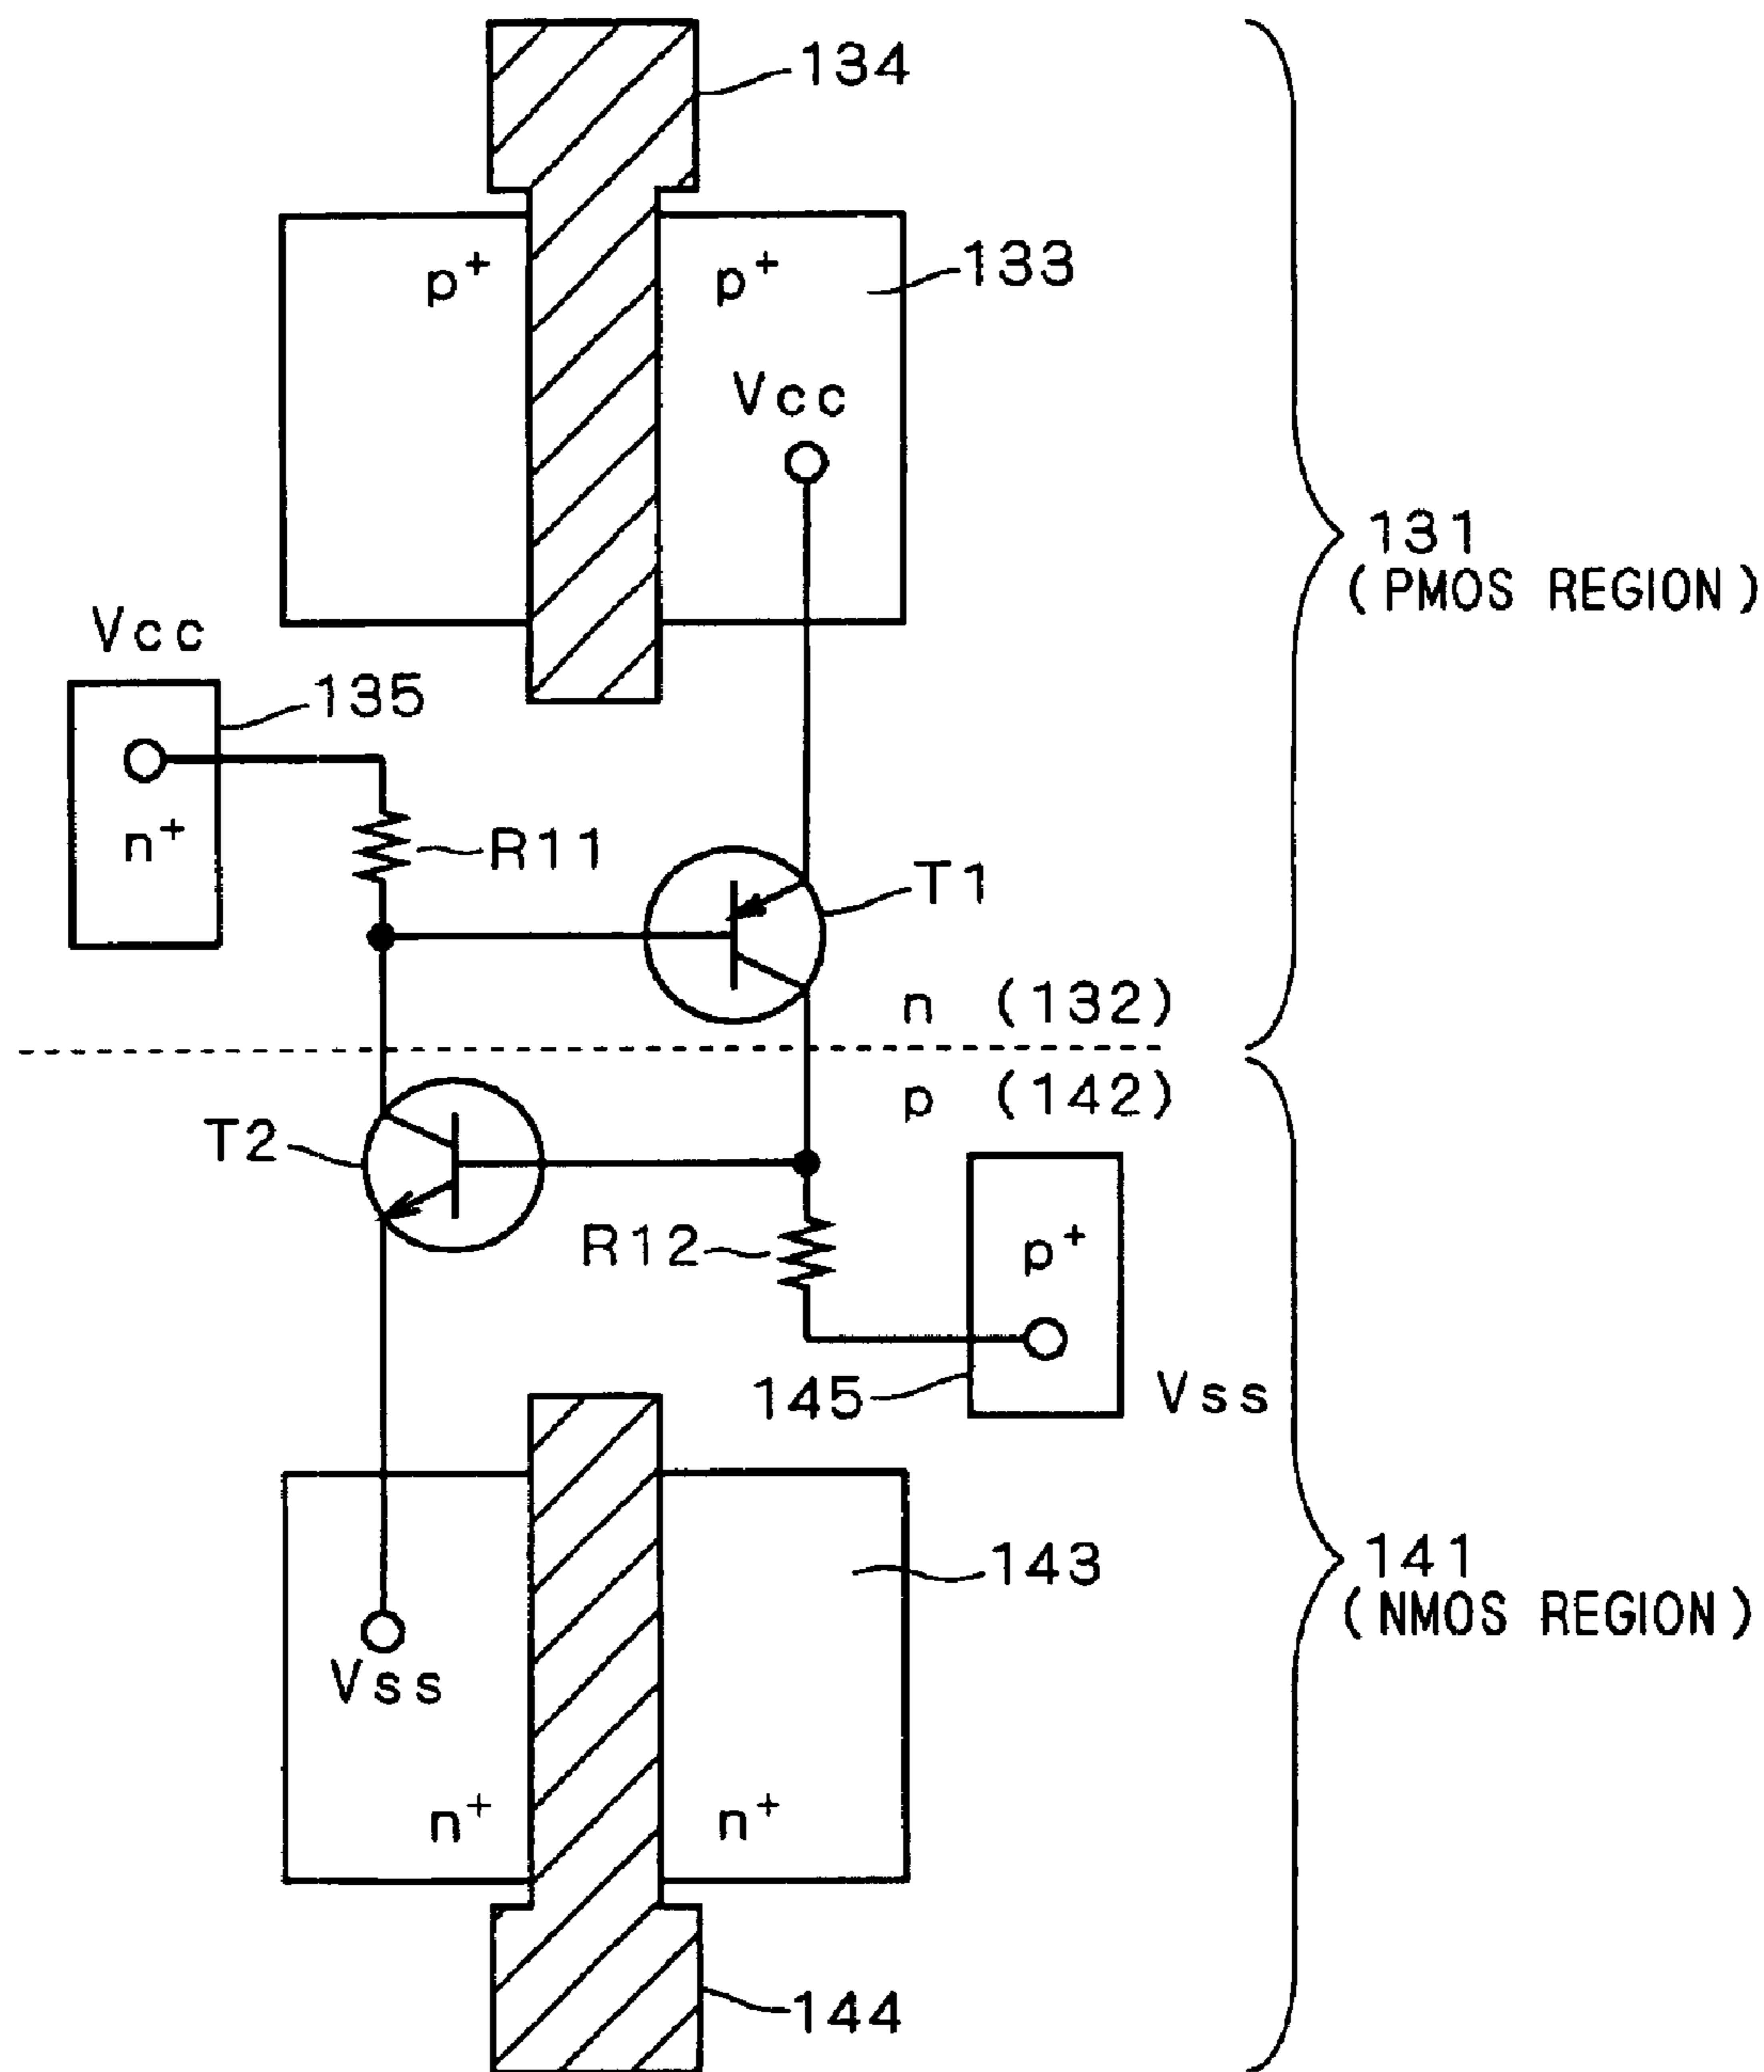 134
p+ p+
133
Vcc
131
(PMOS REGION)
Vcc
135
n+
R11
T1
n (132)
p (142)
T2
R12
p+
145
Vss
143
141
(NMOS REGION)
Vss
n+ n+
144